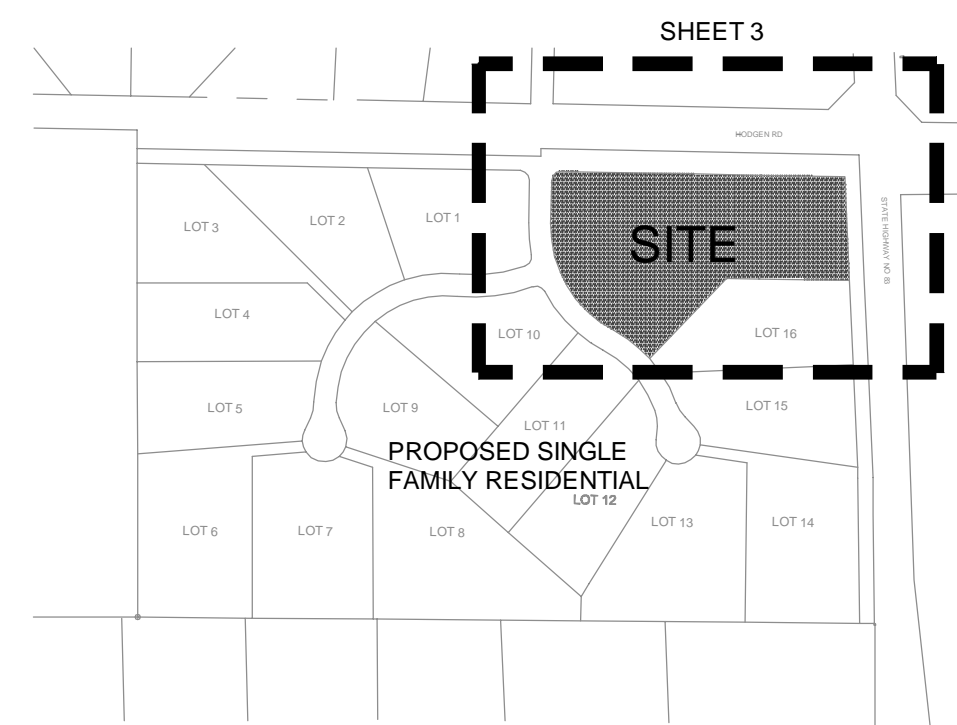 SHEET 3
HODGEN RD
STATE HIGHWAY NO 83
LOT 3
LOT 2
LOT 1
SITE
LOT 4
LOT 10
LOT 16
LOT 5
LOT 9
LOT 11
LOT 15
PROPOSED SINGLE
FAMILY RESIDENTIAL
LOT 12
LOT 6
LOT 7
LOT 8
LOT 13
LOT 14